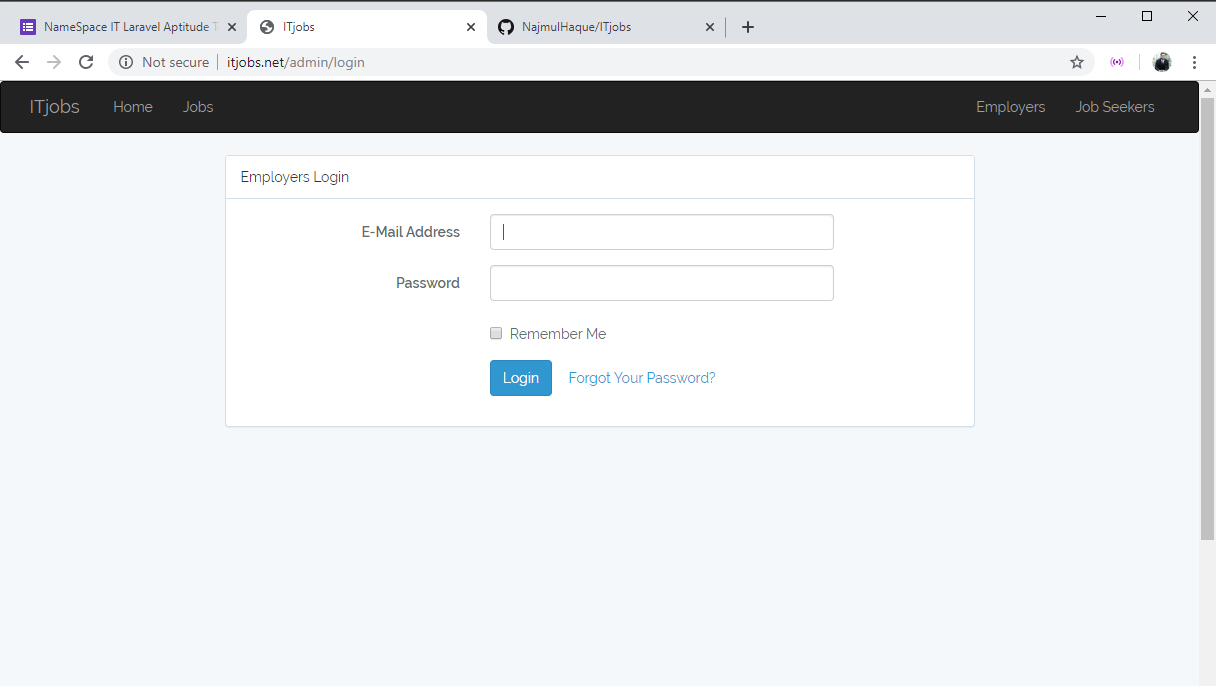 NameSpace IT Laravel Aptitude
ITjobs
NajmulHaque/ITjobs
Not secure
itjobs.net/admin/login
ITjobs
Home
Jobs
Employers
Job Seekers
Employers Login
E-Mail Address
Password
Remember Me
Login
Forgot Your Password?